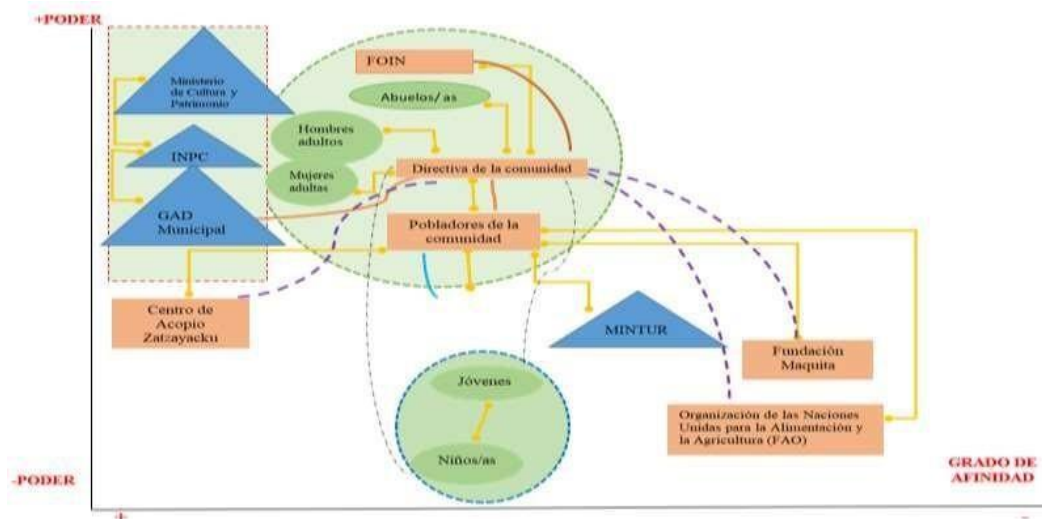 +PODER
Ministerio
de Cultura y
Patrimonio
INPC
GAD
Municipal
FOIN
Abuelos/ as
Hombres
adultos
Mujeres
adultas
Directiva de la comunidad
Pobladores de la
comunidad
Centro de
Acopio
Zatzayacku
MINTUR
Fundación
Maquita
Jóvenes
Niños/as
Organización de las Naciones
Unidas para la Alimentación y
la Agricultura (FAO)
-PODER
GRADO DE
AFINIDAD
+
-